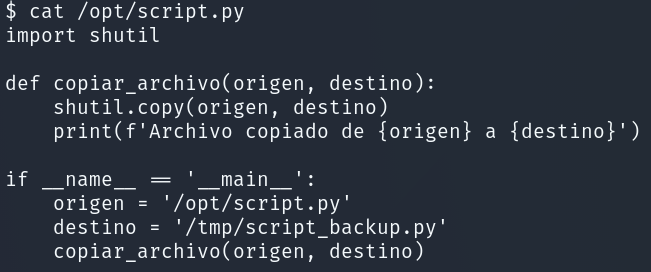 $ cat /opt/script.py
import shutil

def copiar_archivo(origen, destino):
    shutil.copy(origen, destino)
    print(f'Archivo copiado de {origen} a {destino}')

if __name__ == '__main__':
    origen = '/opt/script.py'
    destino = '/tmp/script_backup.py'
    copiar_archivo(origen, destino)